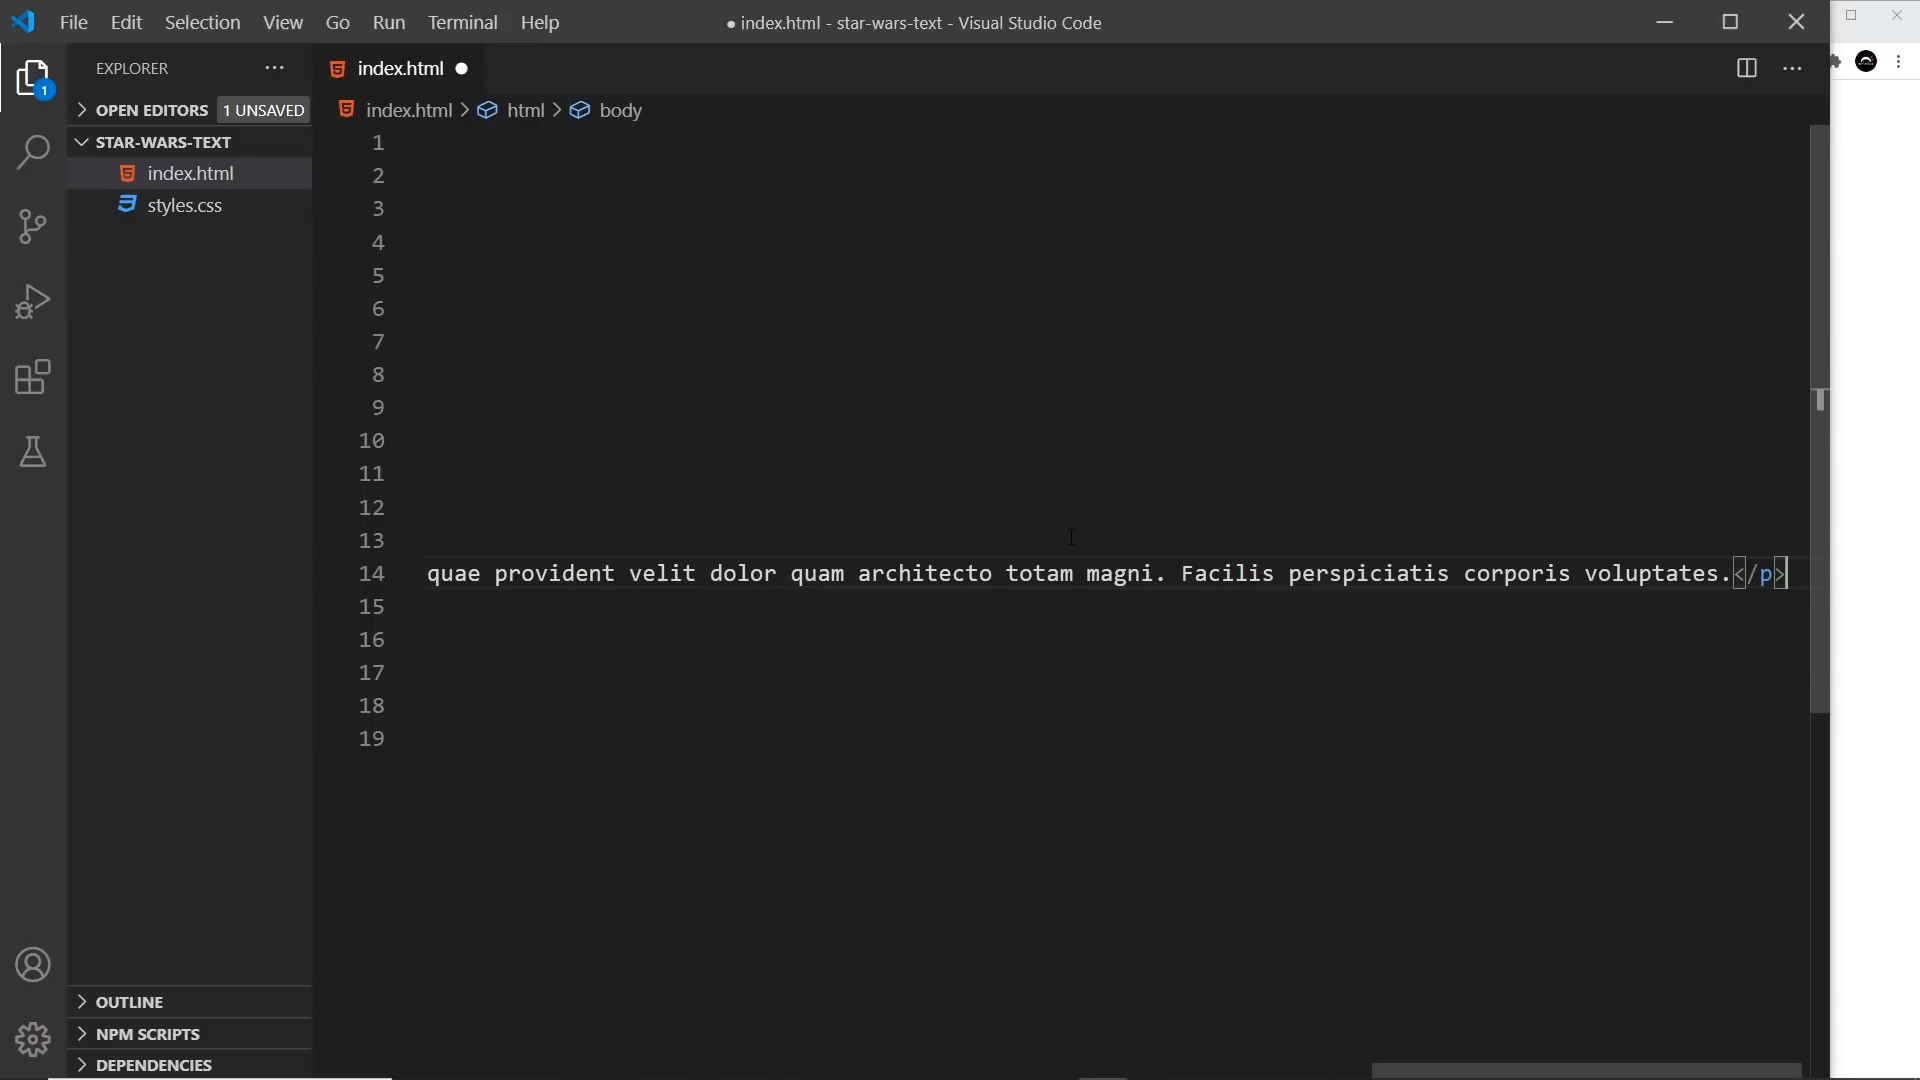 File Edit Selection View Go Run Terminal Help
● index.html - star-wars-text - Visual Studio Code
EXPLORER ···
index.html ●
OPEN EDITORS 1 UNSAVED
index.html > html > body
STAR-WARS-TEXT
index.html
styles.css
1
1
2
3
4
5
6
7
8
9
10
11
12
13
14 quae provident velit dolor quam architecto totam magni. Facilis perspiciatis corporis voluptates.</p>
15
16
17
18
19
OUTLINE
NPM SCRIPTS
DEPENDENCIES